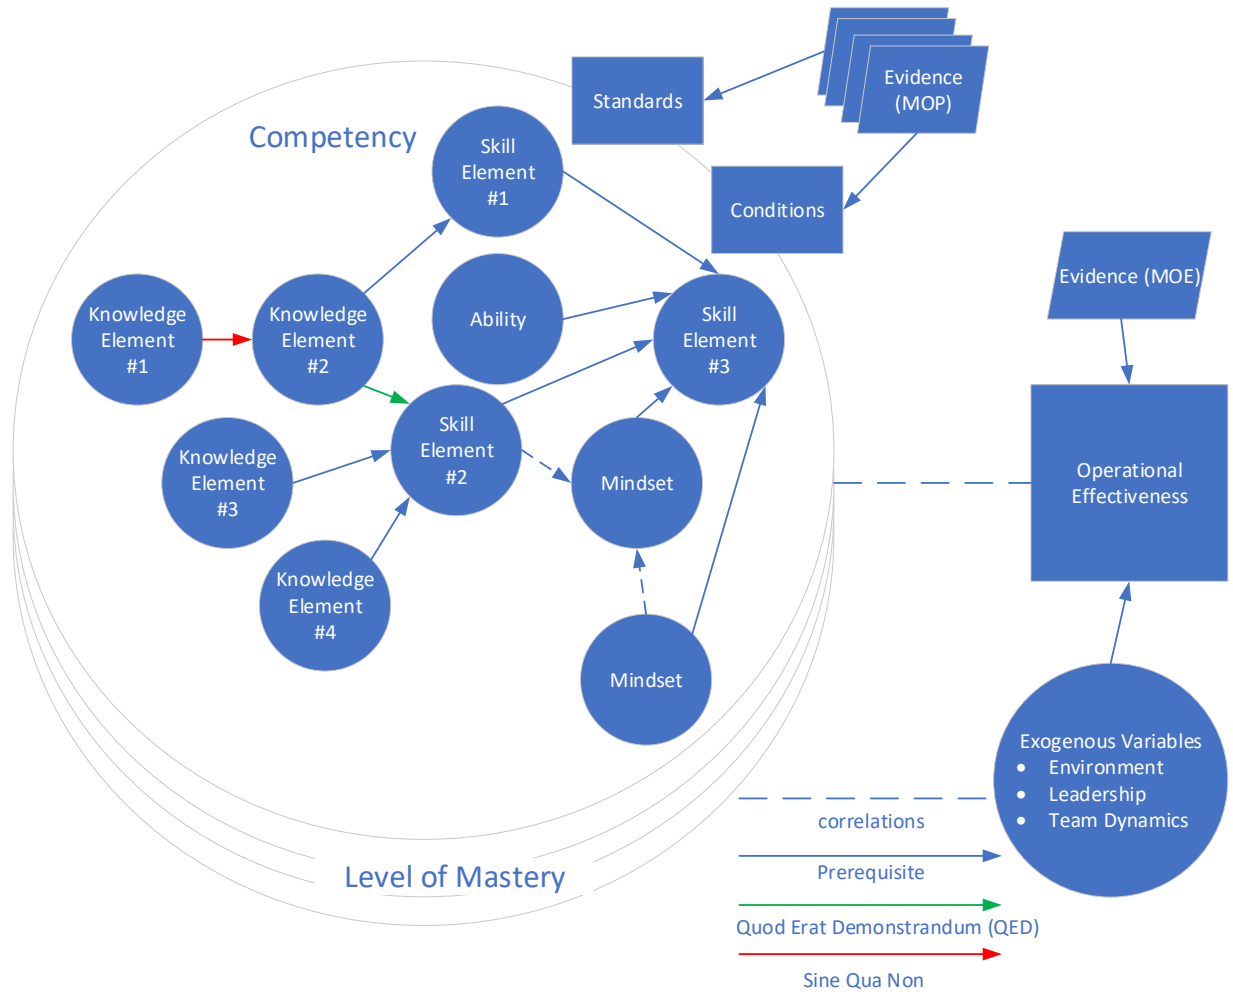 Competency
Skill
Element
#1
Standards
Evidence
(MOP)
Conditions
Knowledge
Element
#1
Knowledge
Element
#2
Ability
Skill
Element
#3
Evidence (MOE)
Knowledge
Element
#3
Skill
Element
#2
Mindset
Operational
Effectiveness
Knowledge
Element
#4
Mindset
Exogenous Variables
● Environment
● Leadership
● Team Dynamics
Level of Mastery
correlations
Prerequisite
Quod Erat Demonstrandum (QED)
Sine Qua Non